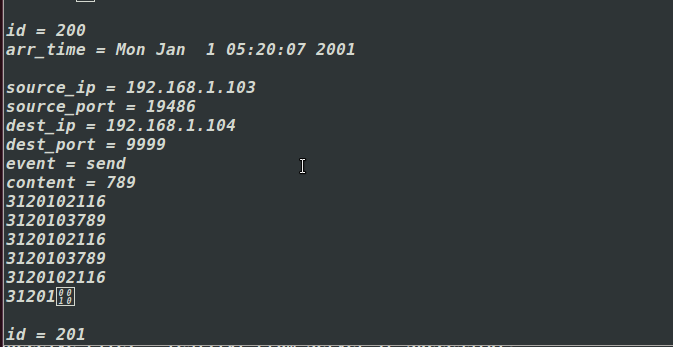 id = 200
arr_time = Mon Jan  1 05:20:07 2001

source_ip = 192.168.1.103
source_port = 19486
dest_ip = 192.168.1.104
dest_port = 9999
event = send
content = 789
3120102116
3120103789
3120102116
3120103789
3120102116
31201

id = 201